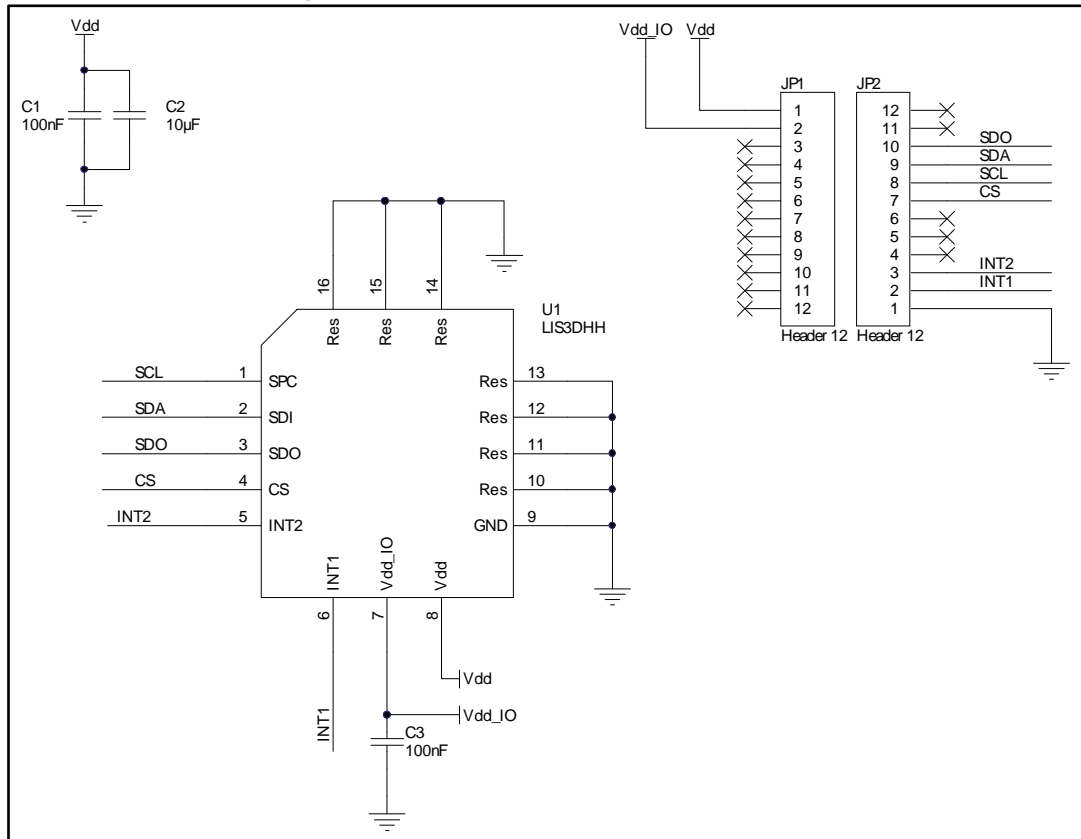 Vdd
C1
100nF
C2
10µF
Vdd_IO
Vdd
JP1
1
2
3
4
5
6
7
8
9
10
11
12
Header 12
JP2
12
11
10
9
8
7
6
5
4
3
2
1
Header 12
SDO
SDA
SCL
CS
INT2
INT1
U1
LIS3DHH
16
15
14
Res
Res
Res
SCL
1
SPC
SDA
2
SDI
SDO
3
SDO
CS
4
CS
INT2
5
INT2
Res
13
Res
12
Res
11
Res
10
GND
9
INT1
Vdd_IO
Vdd
6
7
8
INT1
Vdd
Vdd_IO
C3
100nF